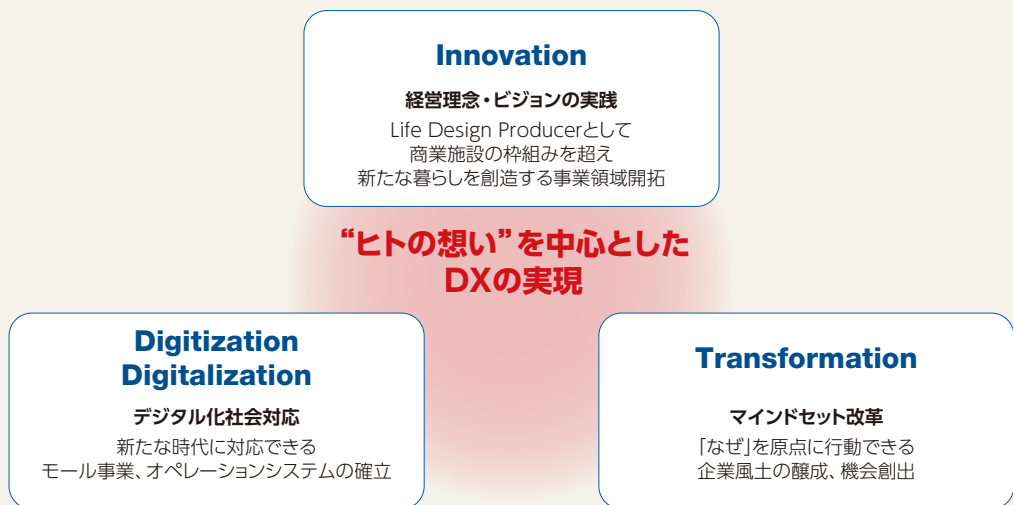 Innovation
経営理念・ビジョンの実践
Life Design Producerとして
商業施設の枠組みを超え
新たな暮らしを創造する事業領域開拓
“ヒトの想い”を中心とした
DXの実現
Digitization
Digitalization
デジタル化社会対応
新たな時代に対応できる
モール事業、オペレーションシステムの確立
Transformation
マインドセット改革
「なぜ」を原点に行動できる
企業風土の醸成、機会創出